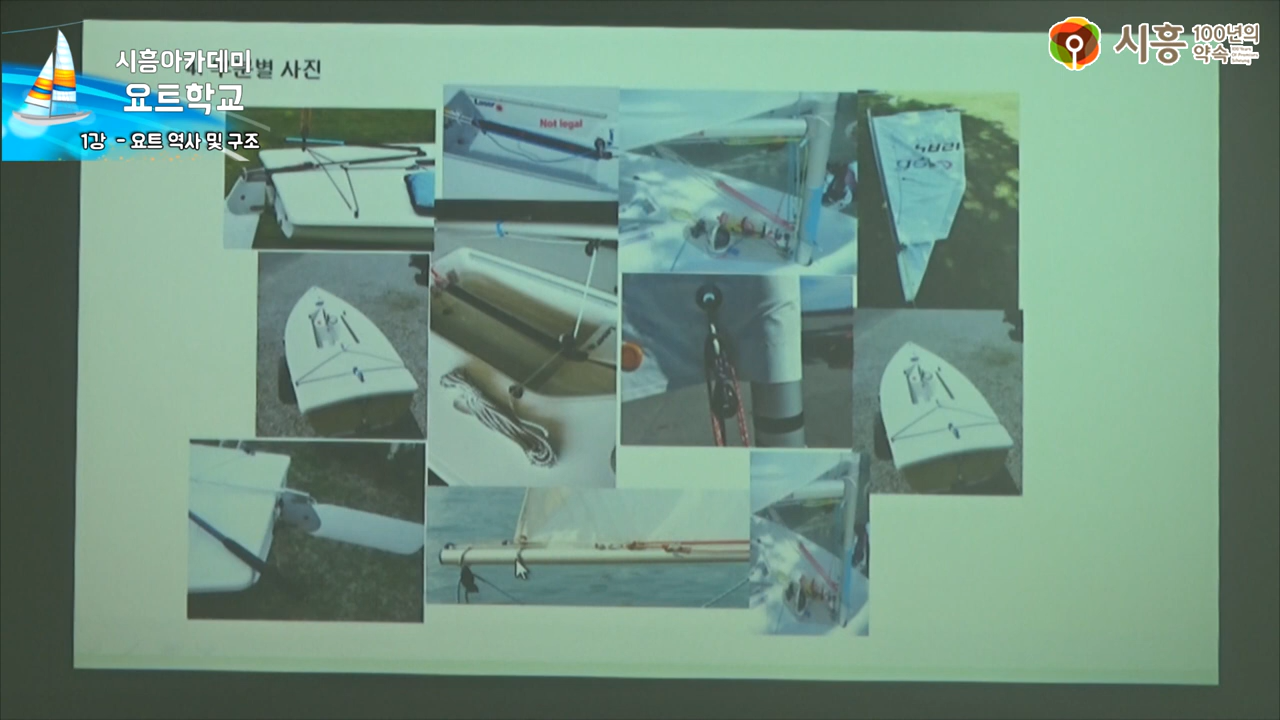 시흥아카데미
요트학교
1강 - 요트 역사 및 구조
별 사진
시흥 100년의 약속
Laser
Not legal